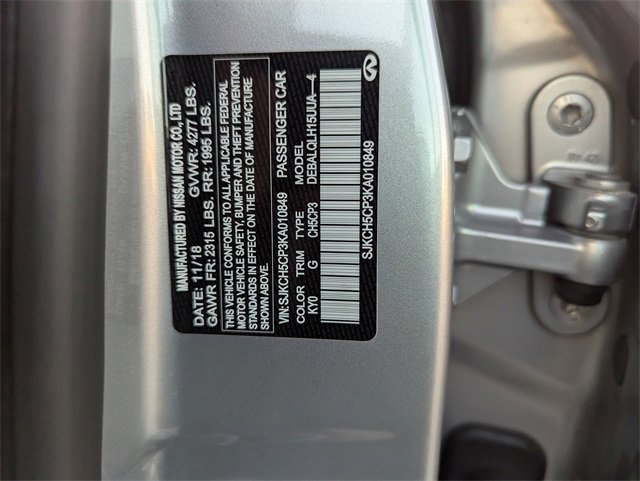 MANUFACTURED BY NISSAN MOTOR CO., LTD
DATE: 11/18 GVWR: 4277 LBS.
GAWR FR: 2315 LBS. RR: 1995 LBS.
THIS VEHICLE CONFORMS TO ALL APPLICABLE FEDERAL
MOTOR VEHICLE SAFETY, BUMPER AND THEFT PREVENTION
STANDARDS IN EFFECT ON THE DATE OF MANUFACTURE
SHOWN ABOVE.
VIN: SJKCH5CP3KA010849 PASSENGER CAR
COLOR TRIM TYPE MODEL
KY0 G CH5CP3 DEBALQLH15UUA—4
SJKCH5CP3KA010849